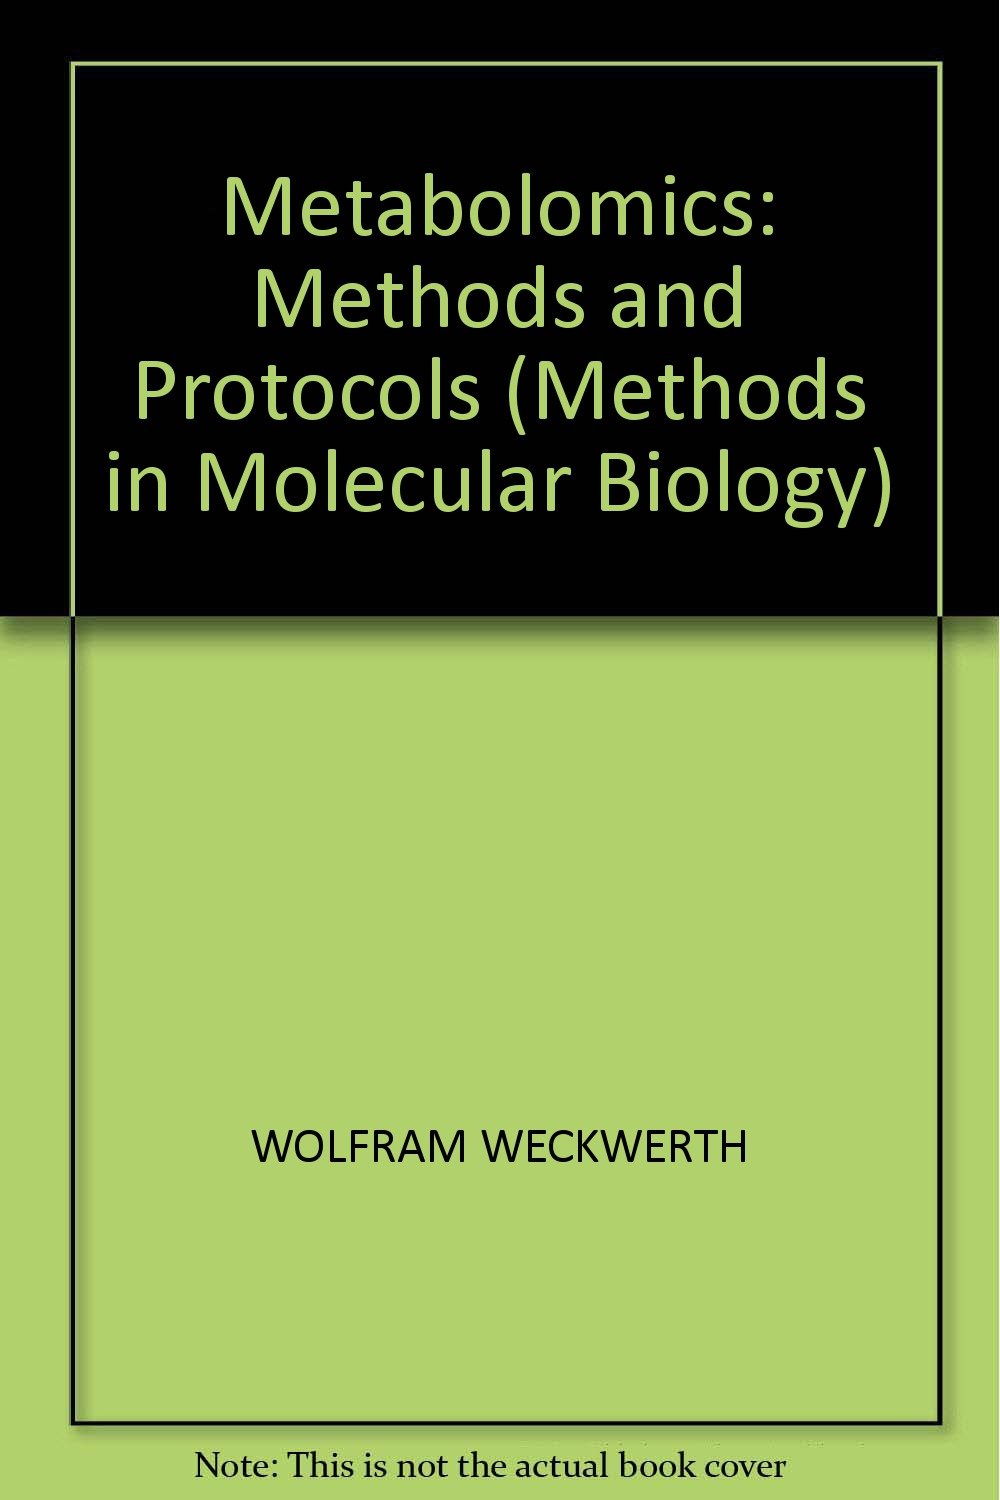 Metabolomics:
Methods and
Protocols (Methods
in Molecular Biology)
WOLFRAM WECKWERTH
Note: This is not the actual book cover